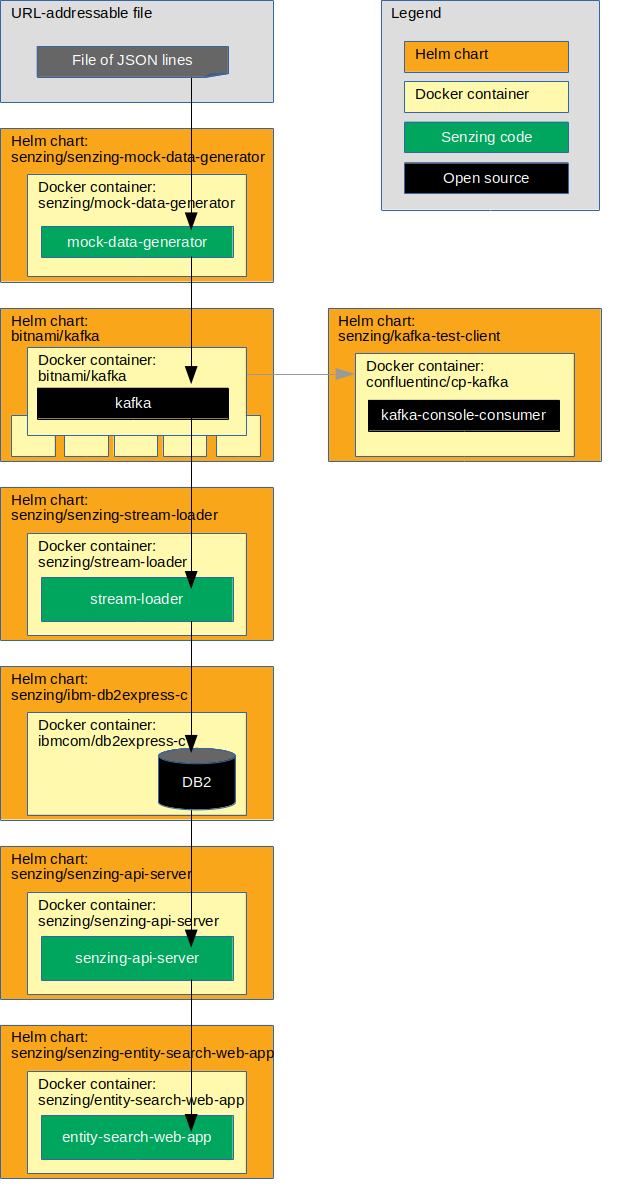 URL-addressable file
File of JSON lines
Legend
Helm chart
Docker container
Senzing code
Open source
Helm chart:
senzing/senzing-mock-data-generator
Docker container:
senzing/mock-data-generator
mock-data-generator
Helm chart:
bitnami/kafka
Docker container:
bitnami/kafka
kafka
Helm chart:
senzing/kafka-test-client
Docker container:
confluentinc/cp-kafka
kafka-console-consumer
Helm chart:
senzing/senzing-stream-loader
Docker container:
senzing/stream-loader
stream-loader
Helm chart:
senzing/ibm-db2express-c
Docker container:
ibmcom/db2express-c
DB2
Helm chart:
senzing/senzing-api-server
Docker container:
senzing/senzing-api-server
senzing-api-server
Helm chart:
senzing/senzing-entity-search-web-app
Docker container:
senzing/entity-search-web-app
entity-search-web-app